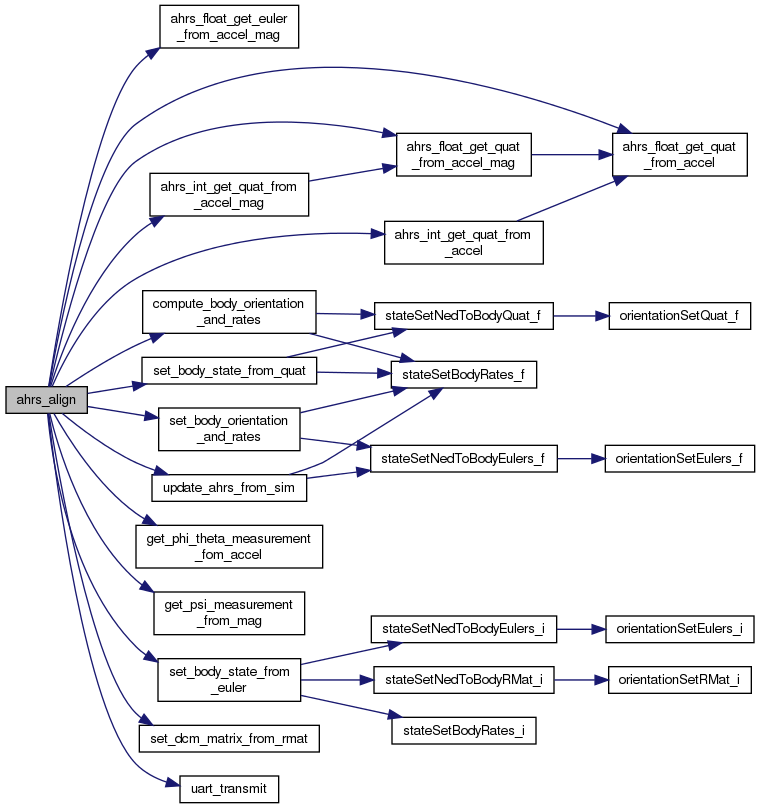 ahrs_align
ahrs_float_get_euler
_from_accel_mag
ahrs_float_get_quat
_from_accel_mag
ahrs_float_get_quat
_from_accel
ahrs_int_get_quat_from
_accel_mag
ahrs_int_get_quat_from
_accel
compute_body_orientation
_and_rates
stateSetNedToBodyQuat_f
orientationSetQuat_f
set_body_state_from_quat
stateSetBodyRates_f
set_body_orientation
_and_rates
stateSetNedToBodyEulers_f
orientationSetEulers_f
update_ahrs_from_sim
get_phi_theta_measurement
_fom_accel
get_psi_measurement
_from_mag
stateSetNedToBodyEulers_i
orientationSetEulers_i
set_body_state_from
_euler
stateSetNedToBodyRMat_i
orientationSetRMat_i
stateSetBodyRates_i
set_dcm_matrix_from_rmat
uart_transmit